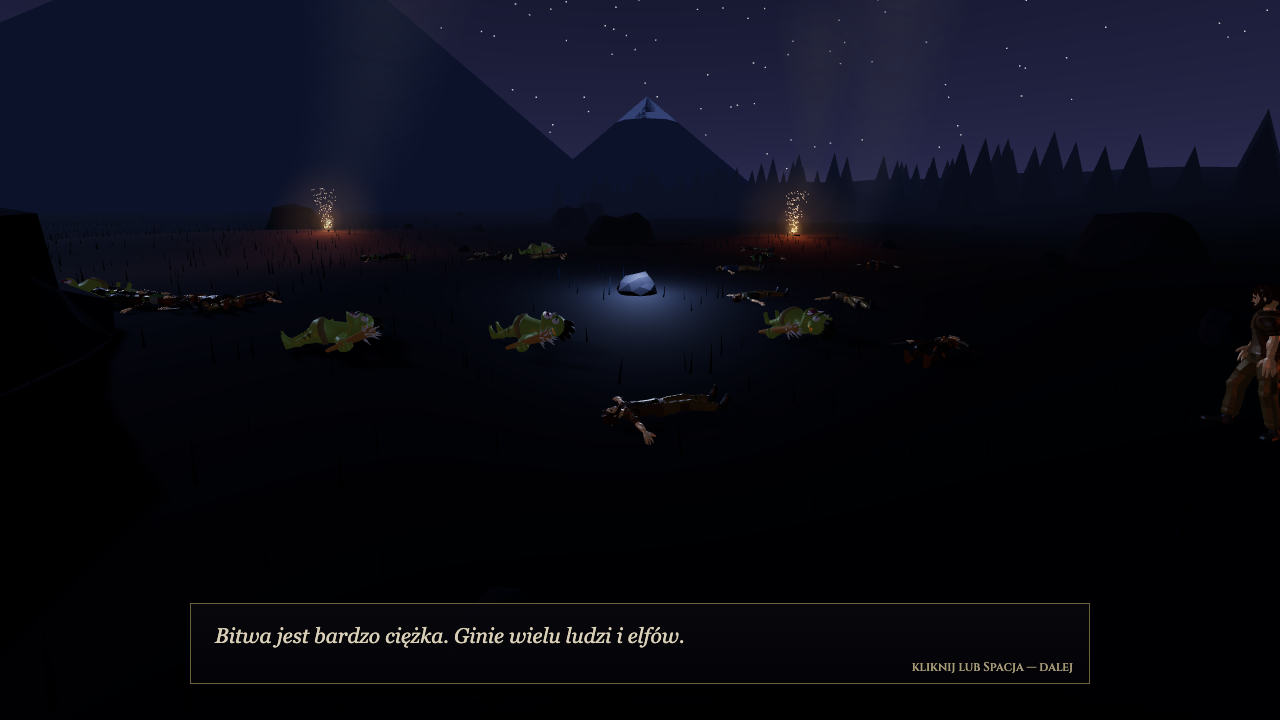 Bitwa jest bardzo ciężka. Ginie wielu ludzi i elfów.
KLIKNIJ LUB SPACJA — DALEJ